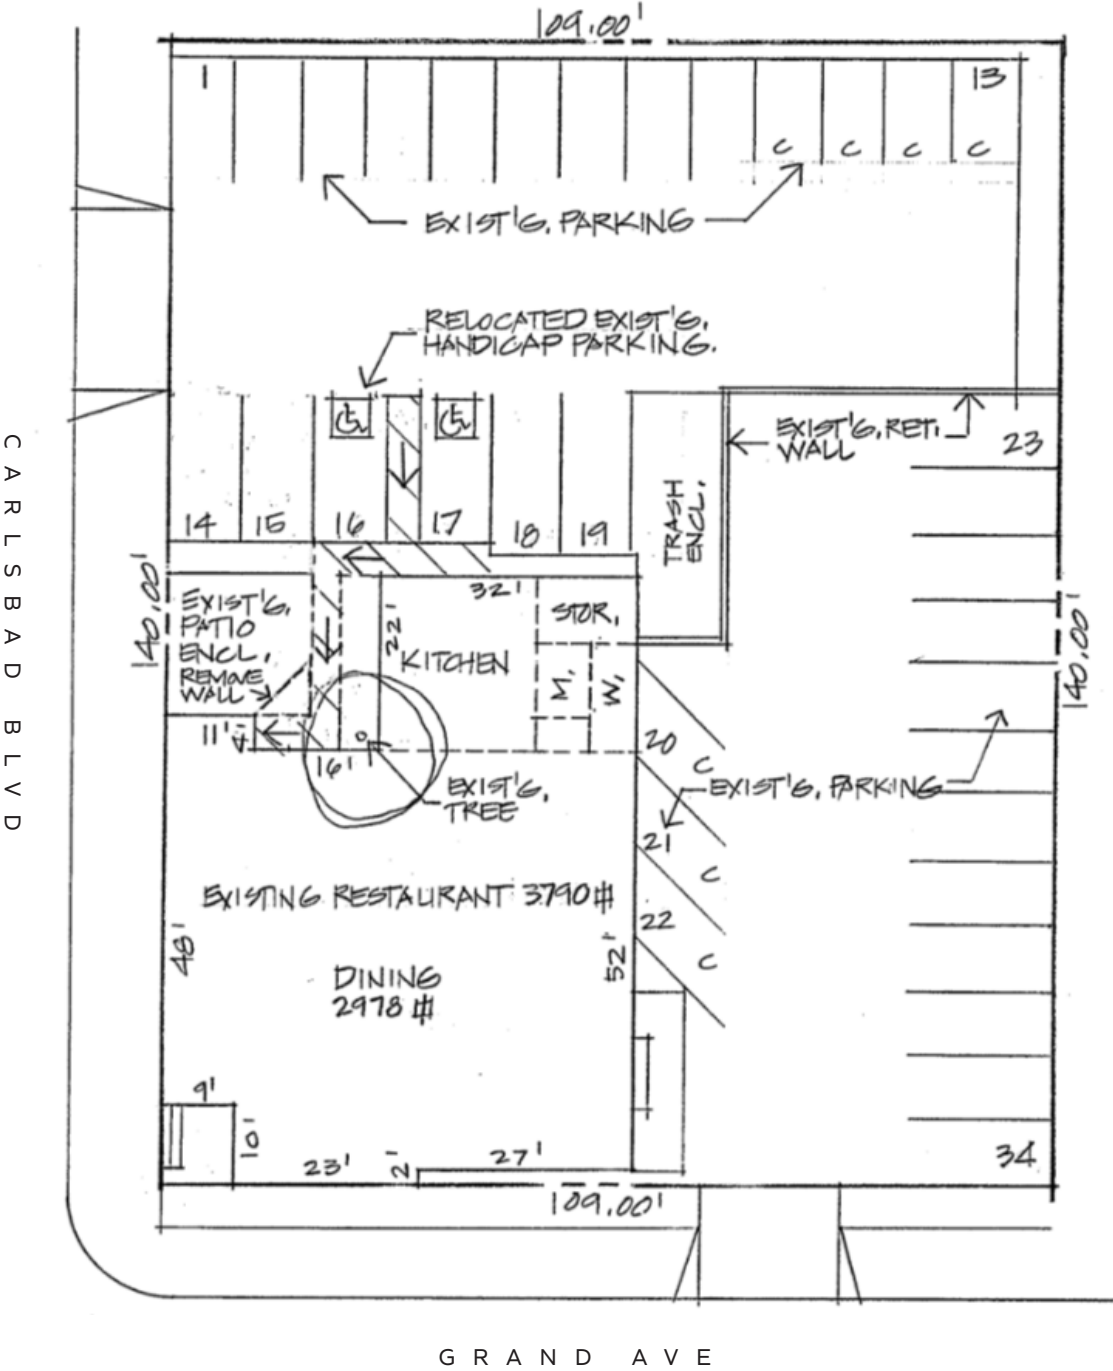 109.00'
1
13
C C C C
EXIST'G. PARKING
RELOCATED EXIST'G.
HANDICAP PARKING.
EXIST'G. RET.
WALL
23
TRASH
ENCL.
14 15 16 17 18 19
CARLSBAD BLVD
140.00'
140.00'
EXIST'G.
PATIO
ENCL.
REMOVE
WALL
32'
22'
STOR.
KITCHEN
M.
W.
11'
4'
16'
EXIST'G.
TREE
20
C
EXIST'G. PARKING
21
C
22
C
EXISTING RESTAURANT 3790 #
48'
52'
DINING
2978 #
9'
10'
23'
2'
27'
34
109.00'
GRAND AVE